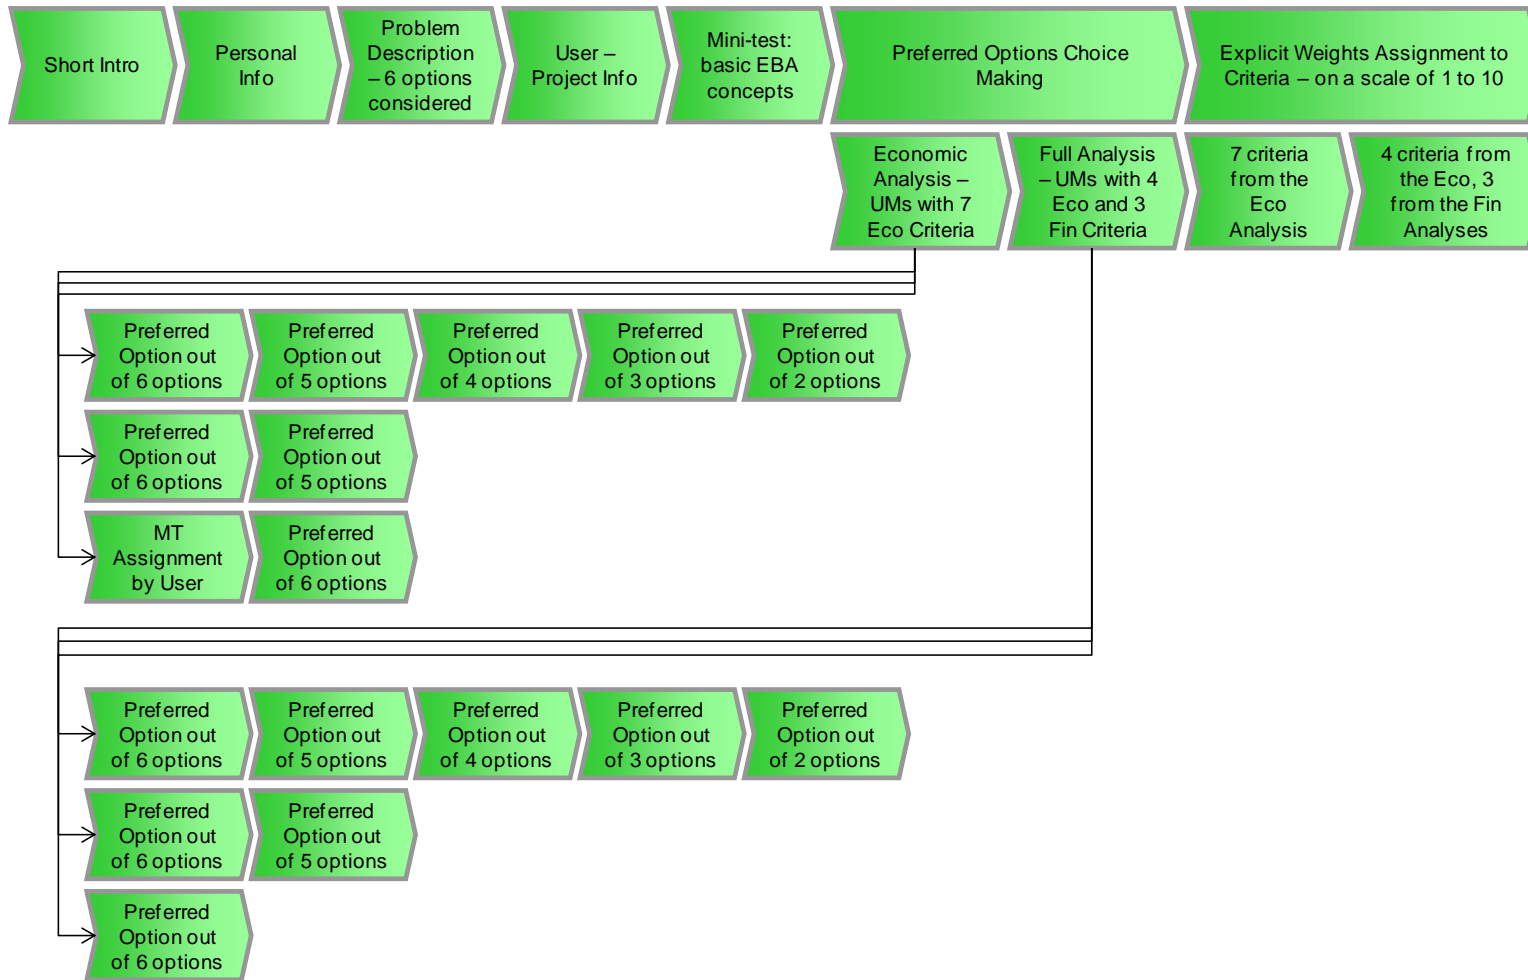 Short Intro
Personal
Info
Problem
Description
– 6 options
considered
User –
Project Info
Mini-test:
basic EBA
concepts
Preferred Options Choice
Making
Explicit Weights Assignment to
Criteria – on a scale of 1 to 10
Economic
Analysis –
UMs with 7
Eco Criteria
Full Analysis
– UMs with 4
Eco and 3
Fin Criteria
7 criteria
from the
Eco
Analysis
4 criteria from
the Eco, 3
from the Fin
Analyses
Preferred
Option out
of 6 options
Preferred
Option out
of 5 options
Preferred
Option out
of 4 options
Preferred
Option out
of 3 options
Preferred
Option out
of 2 options
Preferred
Option out
of 6 options
Preferred
Option out
of 5 options
MT
Assignment
by User
Preferred
Option out
of 6 options
Preferred
Option out
of 6 options
Preferred
Option out
of 5 options
Preferred
Option out
of 4 options
Preferred
Option out
of 3 options
Preferred
Option out
of 2 options
Preferred
Option out
of 6 options
Preferred
Option out
of 5 options
Preferred
Option out
of 6 options